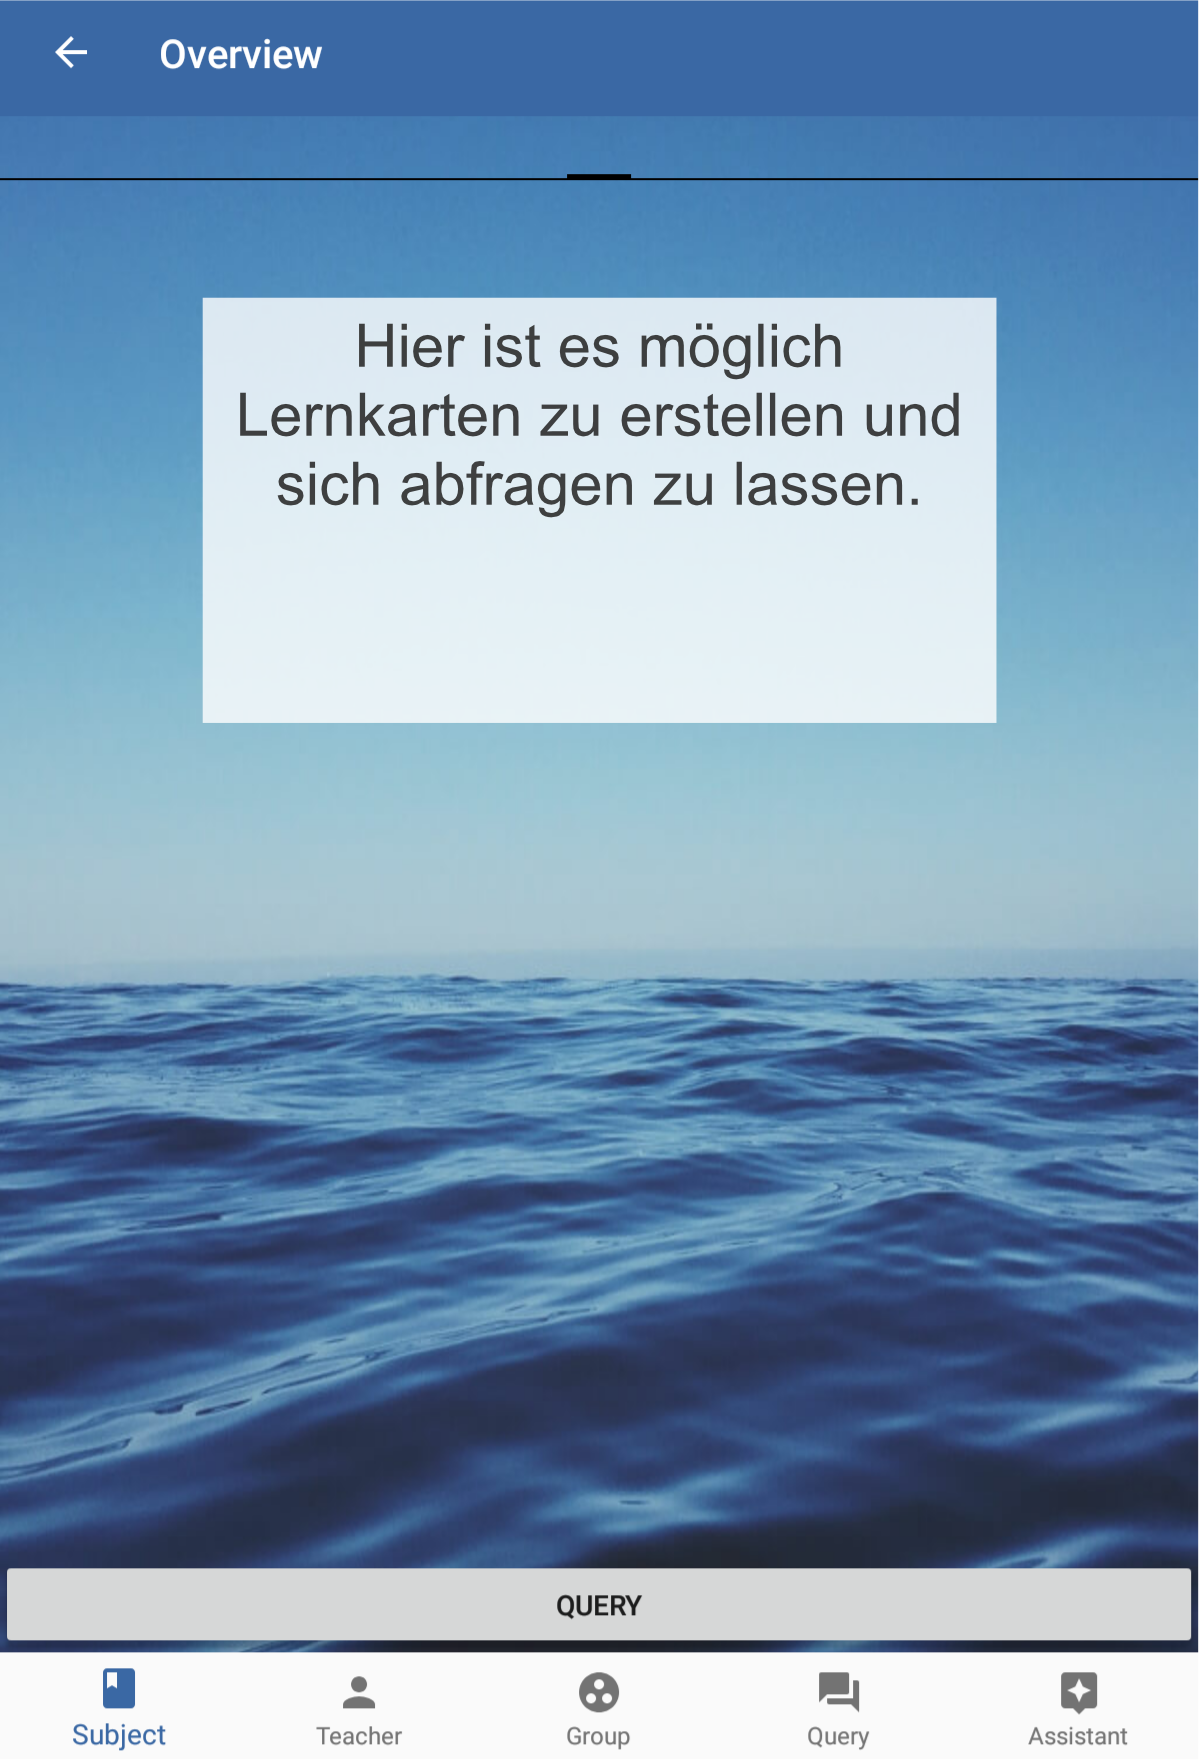 Overview
Hier ist es möglich
Lernkarten zu erstellen und
sich abfragen zu lassen.
QUERY
Subject
Teacher
Group
Query
Assistant